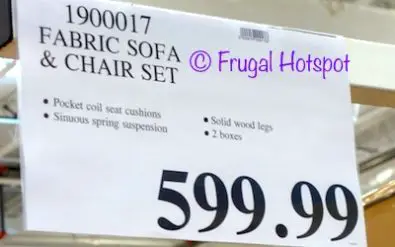 1900017
FABRIC SOFA
& CHAIR SET
© Frugal Hotspot
• Pocket coil seat cushions
• Sinuous spring suspension
• Solid wood legs
• 2 boxes
599.99